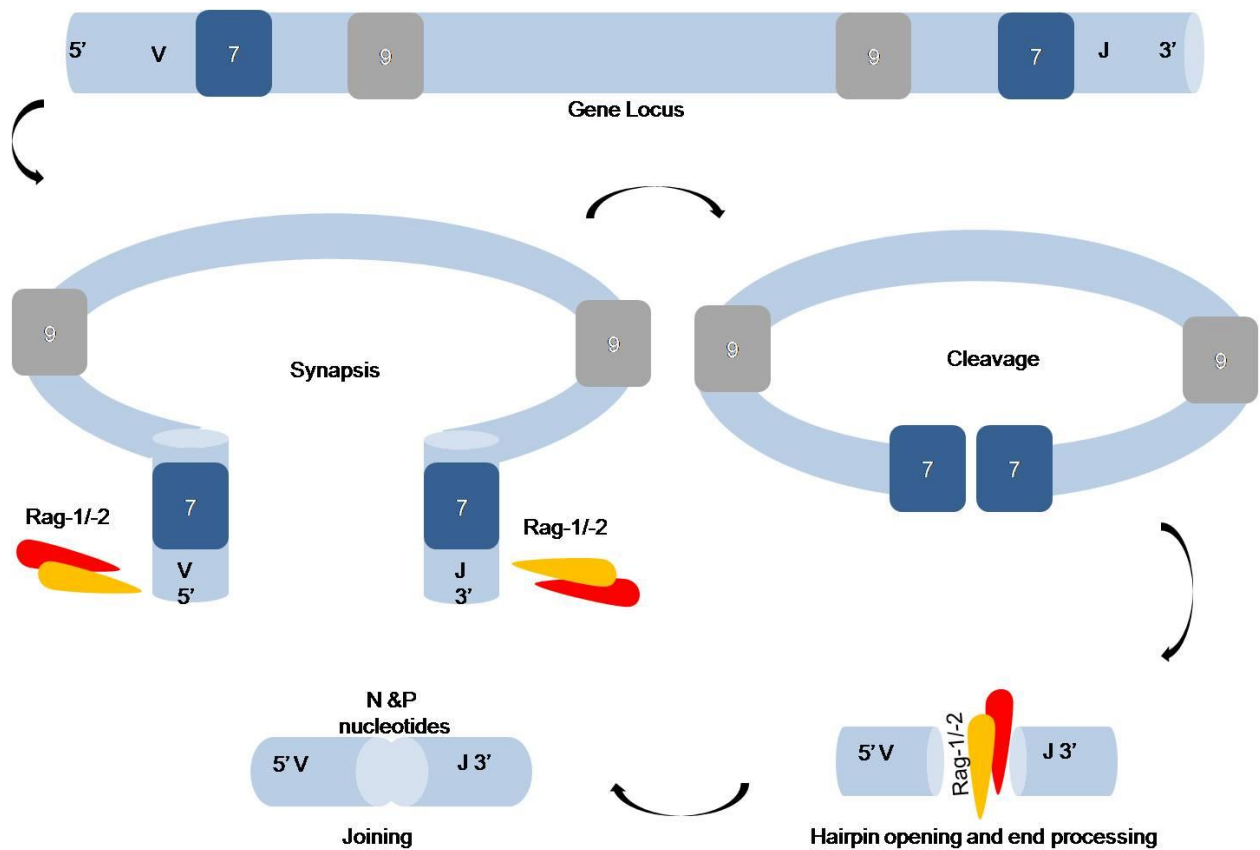 5’ V 7 9 9 7 J 3’
Gene Locus
9 9 9 9
Synopsis
Cleavage
7 7 7 7
Rag-1/-2 Rag-1/-2
V J
5’ 3’
N &P
nucleotides
5’ V J 3’
Joining
5’ V Rag-1/-2 J 3’
Hairpin opening and end processing